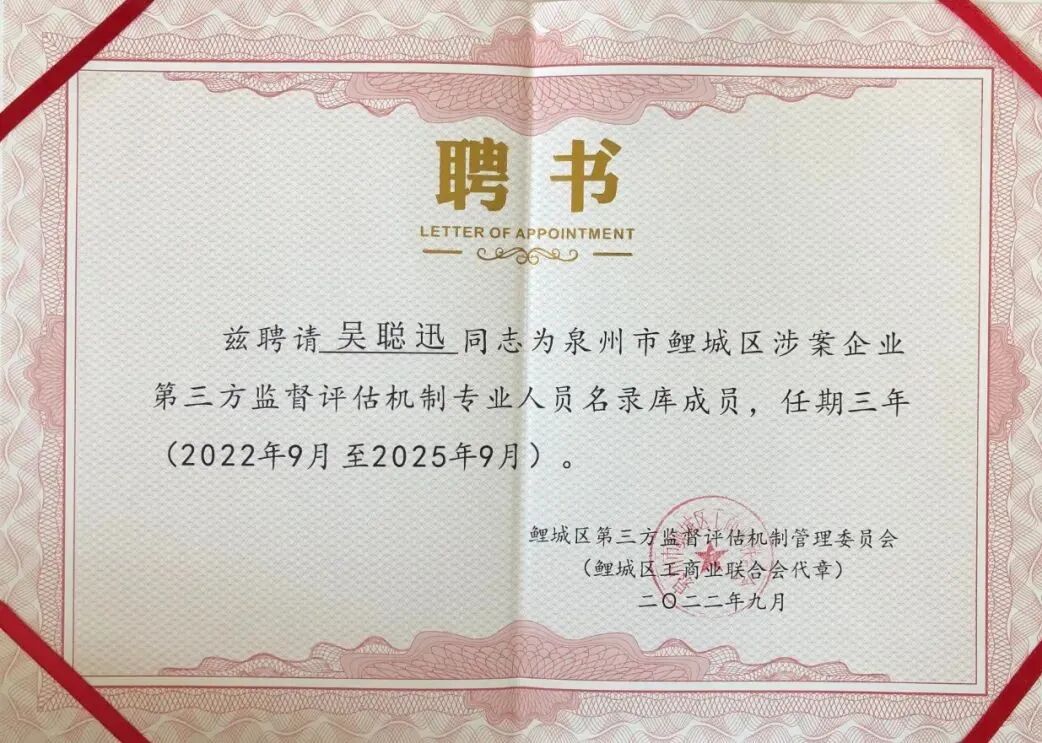 聘书
LETTER OF APPOINTMENT
兹聘请吴聪迅同志为泉州市鲤城区涉案企业
第三方监督评估机制专业人员名录库成员，任期三年
（2022年9月至2025年9月）。
鲤城区第三方监督评估机制管理委员会
（鲤城区工商业联合会代章）
二〇二二年九月